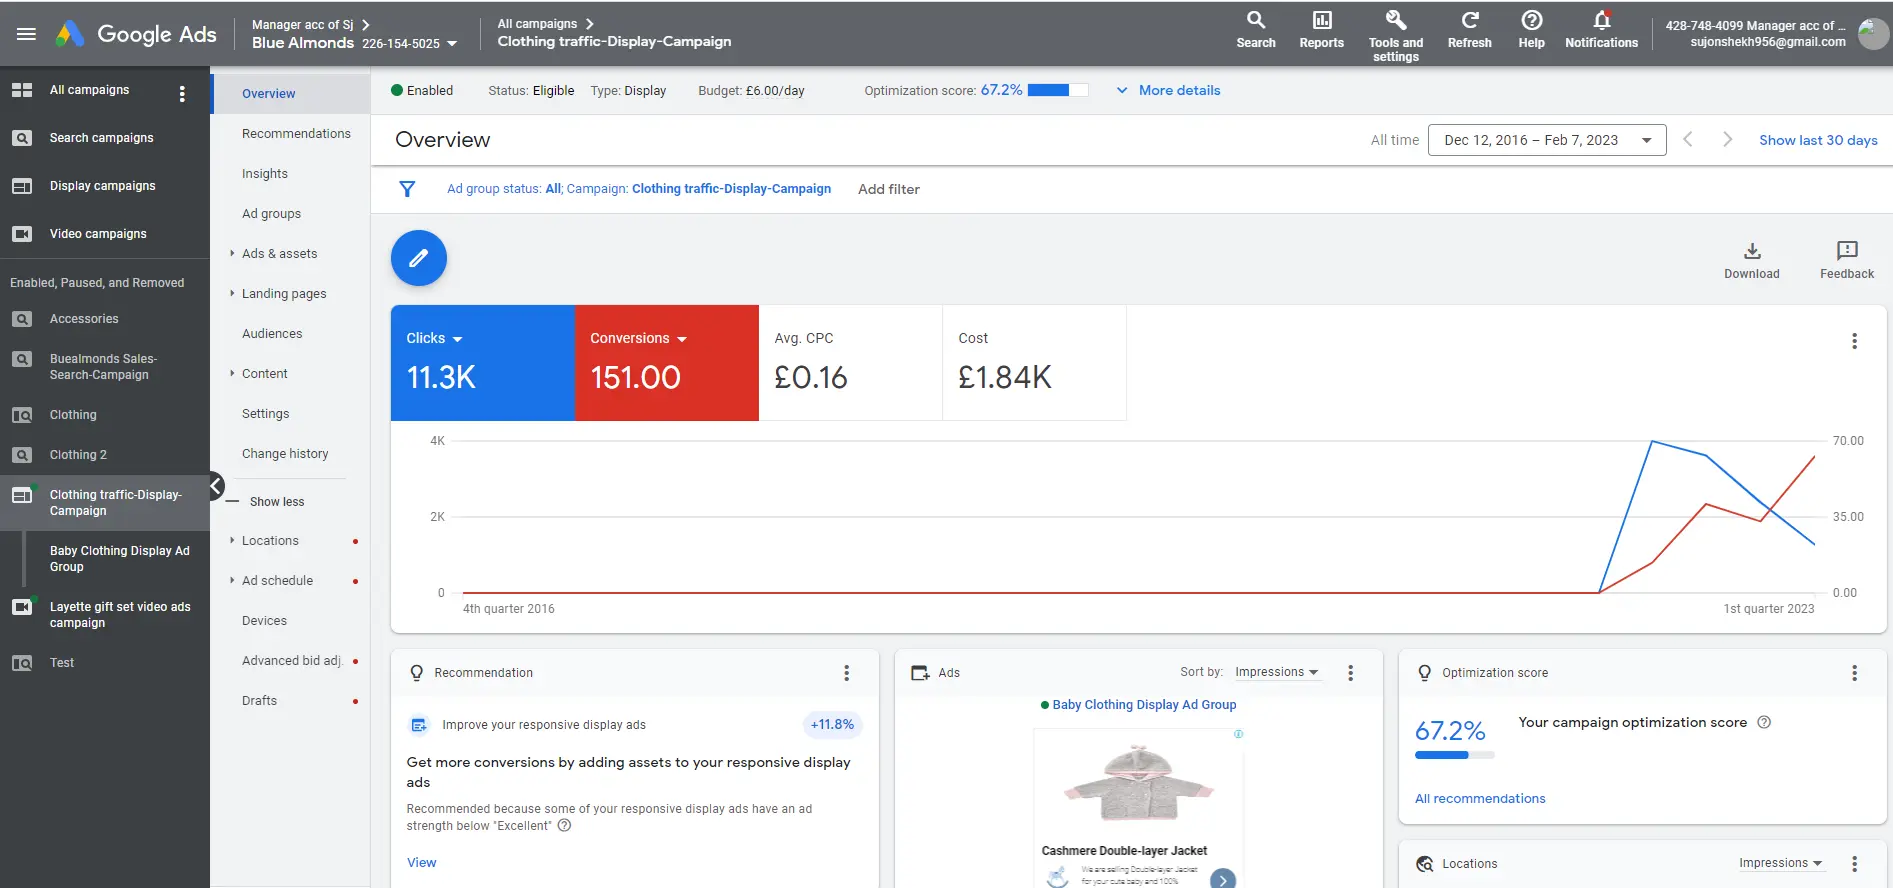 Google Ads
Manager acc of Sj
Blue Almonds 226-154-5025
All campaigns
Clothing traffic-Display-Campaign
Search
Reports
Tools and
settings
Refresh
Help
Notifications
428-748-4099 Manager acc of ...
sujonshekh956@gmail.com
All campaigns
Search campaigns
Display campaigns
Video campaigns
Enabled, Paused, and Removed
Accessories
Buealmonds Sales-
Search-Campaign
Clothing
Clothing 2
Clothing traffic-Display-
Campaign
Baby Clothing Display Ad
Group
Layette gift set video ads
campaign
Test
Overview
Recommendations
Insights
Ad groups
Ads & assets
Landing pages
Audiences
Content
Settings
Change history
Show less
Locations
Ad schedule
Devices
Advanced bid adj.
Drafts
Enabled Status: Eligible Type: Display Budget: £6.00/day Optimization score: 67.2% More details
Overview
All time Dec 12, 2016 – Feb 7, 2023 Show last 30 days
Ad group status: All; Campaign: Clothing traffic-Display-Campaign Add filter
Download
Feedback
Clicks
11.3K
Conversions
151.00
Avg. CPC
£0.16
Cost
£1.84K
4K 70.00
2K 35.00
0 0.00
4th quarter 2016 1st quarter 2023
Recommendation
Improve your responsive display ads +11.8%
Get more conversions by adding assets to your responsive display
ads
Recommended because some of your responsive display ads have an ad
strength below "Excellent"
View
Ads Sort by: Impressions
Baby Clothing Display Ad Group
Cashmere Double-layer Jacket
We are selling Double-layer Jacket
for your cute baby and 100%
Optimization score
67.2% Your campaign optimization score
All recommendations
Locations Impressions